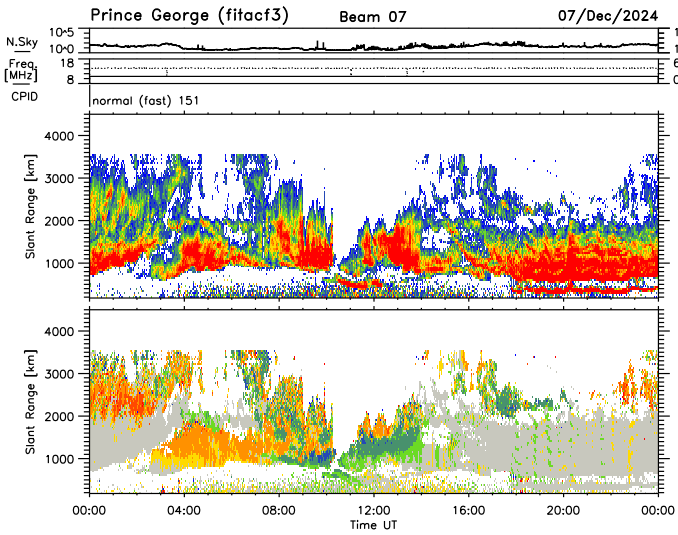 Prince George (fitacf3) Beam 07 07/Dec/2024
N.Sky 10^5 10^0
Freq. [MHz] 18 8 6 0
CPID normal (fast) 151
Slant Range [km] 4000 3000 2000 1000
Slant Range [km] 4000 3000 2000 1000
00:00 04:00 08:00 12:00 16:00 20:00 00:00
Time UT